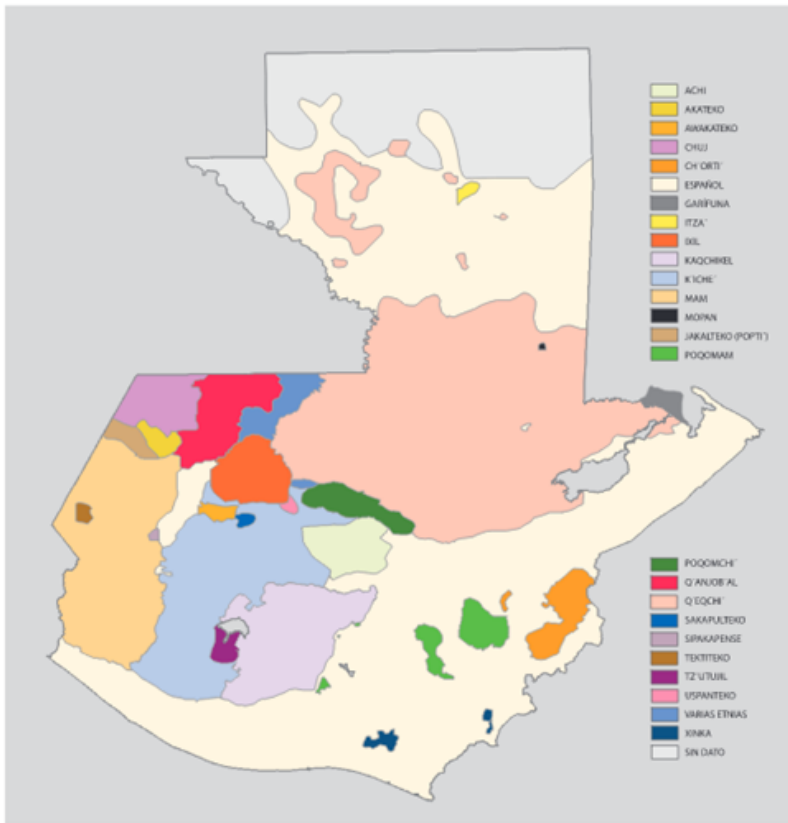 ACHI
AKATEKO
AWAKATEKO
CHUJ
CH´ORTI´
ESPAÑOL
GARÍFUNA
ITZA´
IXIL
KAQCHIKEL
K´ICHE´
MAM
MOPAN
JAKALTEKO (POPTI´)
POQOMAM
POQOMCHI´
Q´ANJOB´AL
Q´EQCHI´
SAKAPULTEKO
SIPAKAPENSE
TEKTITEKO
TZ´UTUJIL
USPANTEKO
VARIAS ETNIAS
XINKA
SIN DATO